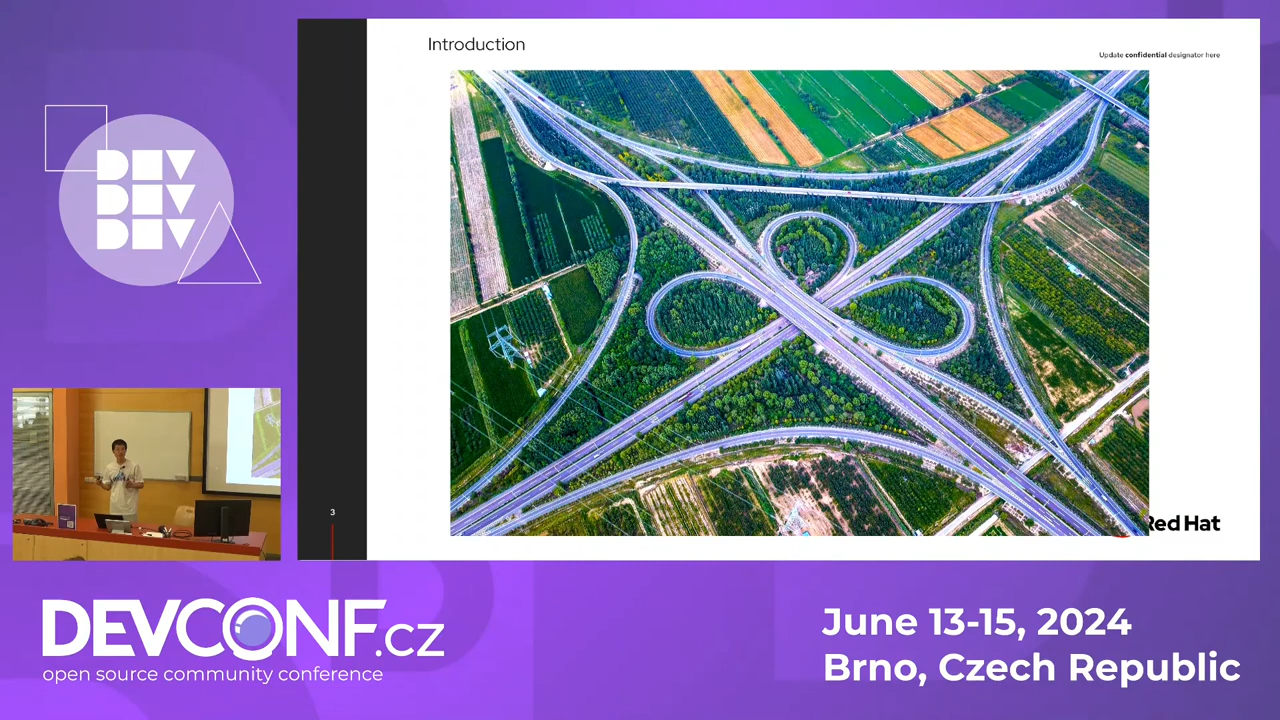 Introduction
Update confidential designator here
3
Red Hat
DEV
DEV
DEV
DEVCONF.cz
open source community conference
June 13-15, 2024
Brno, Czech Republic